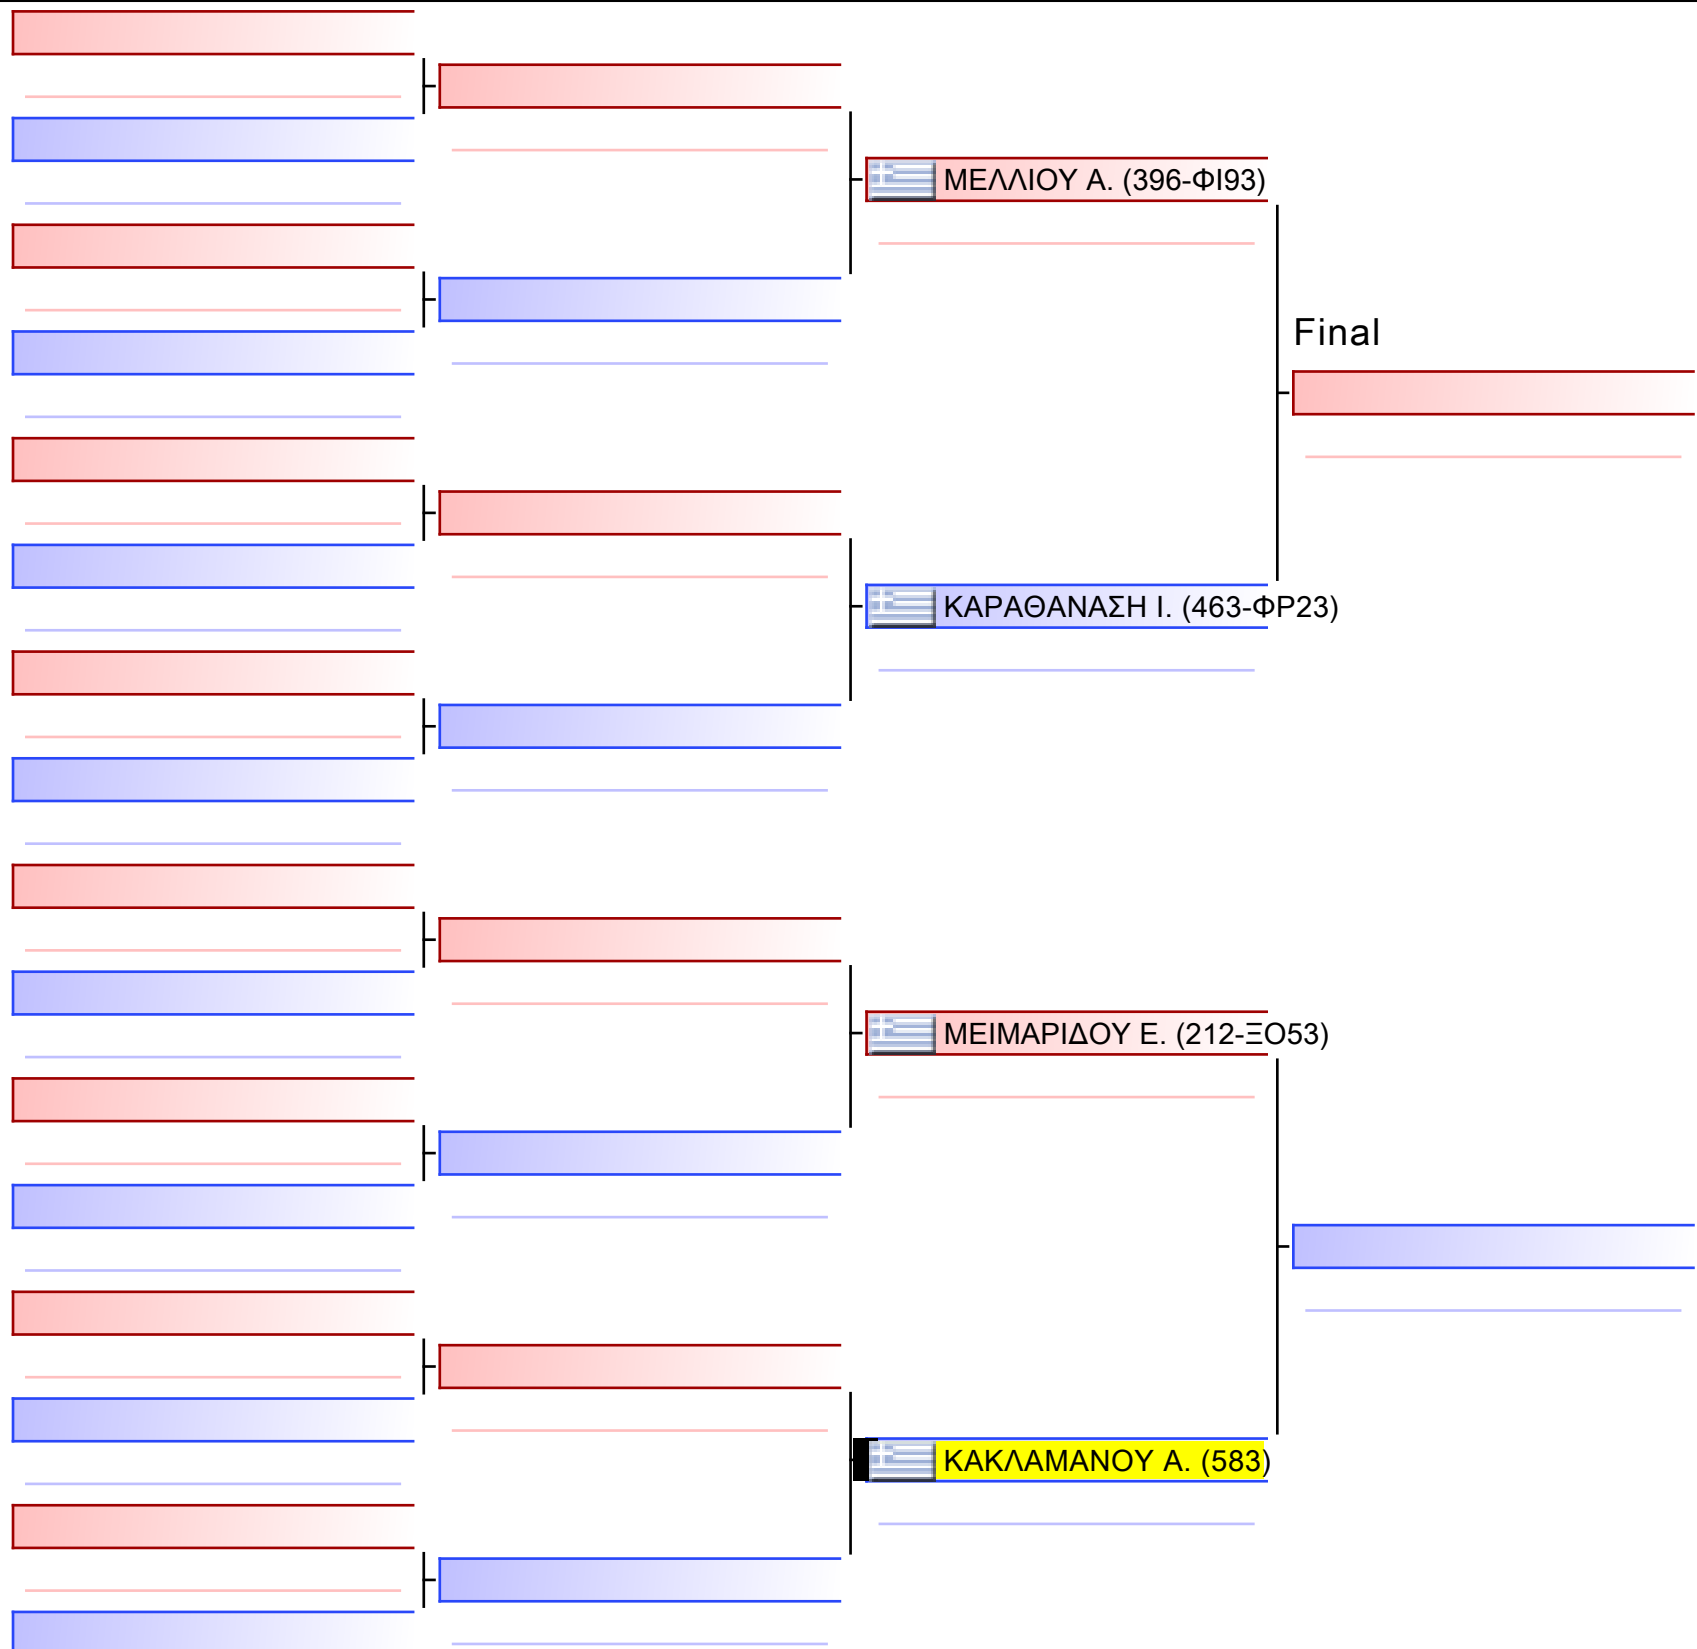 ΜΕΛΛΙΟΥ Α. (396-ΦΙ93)
Final
ΚΑΡΑΘΑΝΑΣΗ Ι. (463-ΦΡ23)
ΜΕΙΜΑΡΙΔΟΥ Ε. (212-ΞΟ53)
ΚΑΚΛΑΜΑΝΟΥ Α. (583)